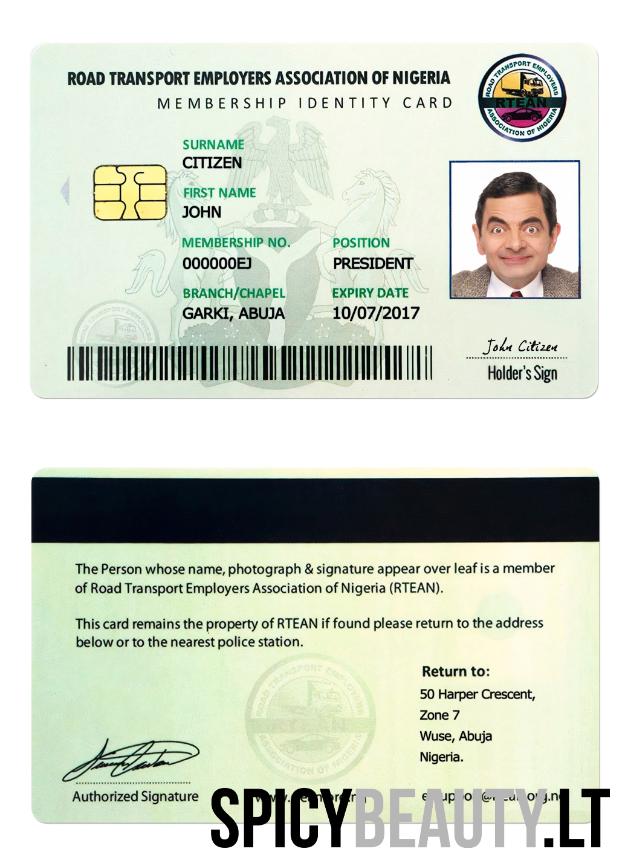 ROAD TRANSPORT EMPLOYERS ASSOCIATION OF NIGERIA
MEMBERSHIP IDENTITY CARD
ROAD TRANSPORT EMPLOYERS
RTEAN
ASSOCIATION OF NIGERIA
SURNAME
CITIZEN
FIRST NAME
JOHN
MEMBERSHIP NO. POSITION
000000EJ PRESIDENT
BRANCH/CHAPEL EXPIRY DATE
GARKI, ABUJA 10/07/2017
John Citizen
Holder's Sign
The Person whose name, photograph & signature appear over leaf is a member
of Road Transport Employers Association of Nigeria (RTEAN).
This card remains the property of RTEAN if found please return to the address
below or to the nearest police station.
ROAD TRANSPORT EMPLOYERS
RTEAN
ASSOCIATION OF NIGERIA
Return to:
50 Harper Crescent,
Zone 7
Wuse, Abuja
Nigeria.
Authorized Signature
SPICYBEAUTY.LT